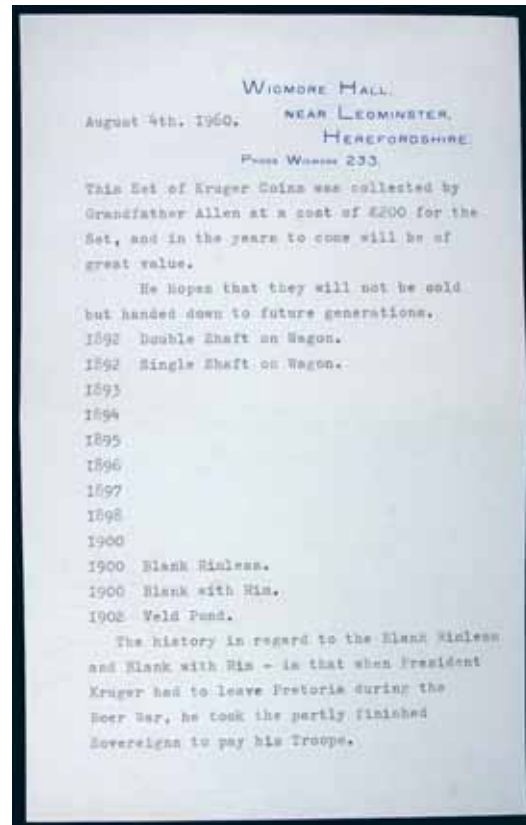 WIGMORE HALL,
August 4th. 1960. NEAR LEOMINSTER,
HEREFORDSHIRE.
PHONE WIGMORE 233.
This Set of Kruger Coins was collected by
Grandfather Allen at a cost of £200 for the
Set, and in the years to come will be of
great value.
He hopes that they will not be sold
but handed down to future generations.
1892 Double Shaft on Wagon.
1892 Single Shaft on Wagon.
1893
1894
1895
1896
1897
1898
1900
1900 Blank Rimless.
1900 Blank with Rim.
1902 Veld Pond.
The history in regard to the Blank Rimless
and Blank with Rim - is that when President
Kruger had to leave Pretoria during the
Boer War, he took the partly finished
Sovereigns to pay his Troops.